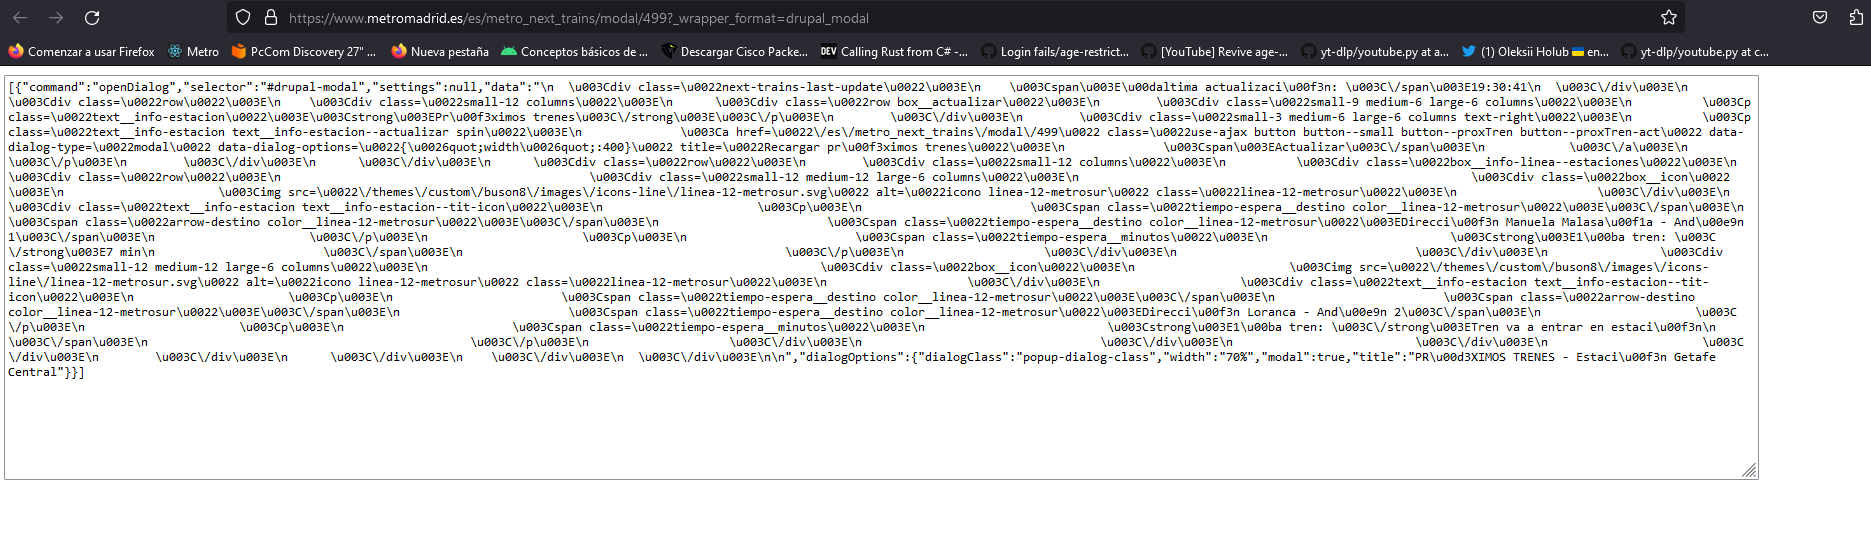 https://www.metromadrid.es/es/metro_next_trains/modal/499?_wrapper_format=drupal_modal
Comenzar a usar Firefox Metro PcCom Discovery 27" ... Nueva pestaña Conceptos básicos de ... Descargar Cisco Packe... DEV Calling Rust from C# -... Login fails/age-restrict... [YouTube] Revive age-... yt-dlp/youtube.py at a... (1) Oleksii Holub 🇺🇦 en... yt-dlp/youtube.py at c...
[{"command":"openDialog","selector":"#drupal-modal","settings":null,"data":"\n \u003Cdiv class=\u0022next-trains-last-update\u0022\u003E\n \u003Cspan\u003E\u00daltima actualizaci\u00f3n: \u003C\/span\u003E19:30:41\n \u003C\/div\u003E\n
\u003Cdiv class=\u0022row\u0022\u003E\n \u003Cdiv class=\u0022small-12 columns\u0022\u003E\n \u003Cdiv class=\u0022row box__actualizar\u0022\u003E\n \u003Cdiv class=\u0022small-9 medium-6 large-6 columns\u0022\u003E\n \u003Cp
class=\u0022text__info-estacion\u0022\u003E\u003Cstrong\u003EPr\u00f3ximos trenes\u003C\/strong\u003E\u003C\/p\u003E\n \u003C\/div\u003E\n \u003Cdiv class=\u0022small-3 medium-6 large-6 columns text-right\u0022\u003E\n \u003Cp
class=\u0022text__info-estacion text__info-estacion--actualizar spin\u0022\u003E\n \u003Ca href=\u0022\/es\/metro_next_trains\/modal\/499\u0022 class=\u0022use-ajax button button--small button--proxTren button--proxTren-act\u0022 data-
dialog-type=\u0022modal\u0022 data-dialog-options=\u0022{\u0026quot;width\u0026quot;:400}\u0022 title=\u0022Recargar pr\u00f3ximos trenes\u0022\u003E\n \u003Cspan\u003EActualizar\u003C\/span\u003E\n \u003C\/a\u003E\n
\u003C\/p\u003E\n \u003C\/div\u003E\n \u003C\/div\u003E\n \u003Cdiv class=\u0022row\u0022\u003E\n \u003Cdiv class=\u0022small-12 columns\u0022\u003E\n \u003Cdiv class=\u0022box__info-linea--estaciones\u0022\u003E\n
\u003Cdiv class=\u0022row\u0022\u003E\n \u003Cdiv class=\u0022small-12 medium-12 large-6 columns\u0022\u003E\n \u003Cdiv class=\u0022box__icon\u0022
\u003E\n \u003Cimg src=\u0022\/themes\/custom\/buson8\/images\/icons-line\/linea-12-metrosur.svg\u0022 alt=\u0022icono linea-12-metrosur\u0022 class=\u0022linea-12-metrosur\u0022\u003E\n \u003C\/div\u003E\n
\u003Cdiv class=\u0022text__info-estacion text__info-estacion--tit-icon\u0022\u003E\n \u003Cp\u003E\n \u003Cspan class=\u0022tiempo-espera__destino color__linea-12-metrosur\u0022\u003E\u003C\/span\u003E\n
\u003Cspan class=\u0022arrow-destino color__linea-12-metrosur\u0022\u003E\u003C\/span\u003E\n \u003Cspan class=\u0022tiempo-espera__destino color__linea-12-metrosur\u0022\u003EDirecci\u00f3n Manuela Malasa\u00f1a - And\u00e9n
1\u003C\/span\u003E\n \u003C\/p\u003E\n \u003Cp\u003E\n \u003Cspan class=\u0022tiempo-espera__minutos\u0022\u003E\n \u003Cstrong\u003E1\u00ba tren: \u003C
\/strong\u003E7 min\n \u003C\/span\u003E\n \u003C\/p\u003E\n \u003C\/div\u003E\n \u003C\/div\u003E\n \u003Cdiv
class=\u0022small-12 medium-12 large-6 columns\u0022\u003E\n \u003Cdiv class=\u0022box__icon\u0022\u003E\n \u003Cimg src=\u0022\/themes\/custom\/buson8\/images\/icons-
line\/linea-12-metrosur.svg\u0022 alt=\u0022icono linea-12-metrosur\u0022 class=\u0022linea-12-metrosur\u0022\u003E\n \u003C\/div\u003E\n \u003Cdiv class=\u0022text__info-estacion text__info-estacion--tit-
icon\u0022\u003E\n \u003Cp\u003E\n \u003Cspan class=\u0022tiempo-espera__destino color__linea-12-metrosur\u0022\u003E\u003C\/span\u003E\n \u003Cspan class=\u0022arrow-destino
color__linea-12-metrosur\u0022\u003E\u003C\/span\u003E\n \u003Cspan class=\u0022tiempo-espera__destino color__linea-12-metrosur\u0022\u003EDirecci\u00f3n Loranca - And\u00e9n 2\u003C\/span\u003E\n \u003C
\/p\u003E\n \u003Cp\u003E\n \u003Cspan class=\u0022tiempo-espera__minutos\u0022\u003E\n \u003Cstrong\u003E1\u00ba tren: \u003C\/strong\u003ETren va a entrar en estaci\u00f3n\n
\u003C\/span\u003E\n \u003C\/p\u003E\n \u003C\/div\u003E\n \u003C\/div\u003E\n \u003C
\/div\u003E\n \u003C\/div\u003E\n \u003C\/div\u003E\n \u003C\/div\u003E\n \u003C\/div\u003E\n\n","dialogOptions":{"dialogClass":"popup-dialog-class","width":"70%","modal":true,"title":"PR\u00d3XIMOS TRENES - Estaci\u00f3n Getafe
Central"}}]